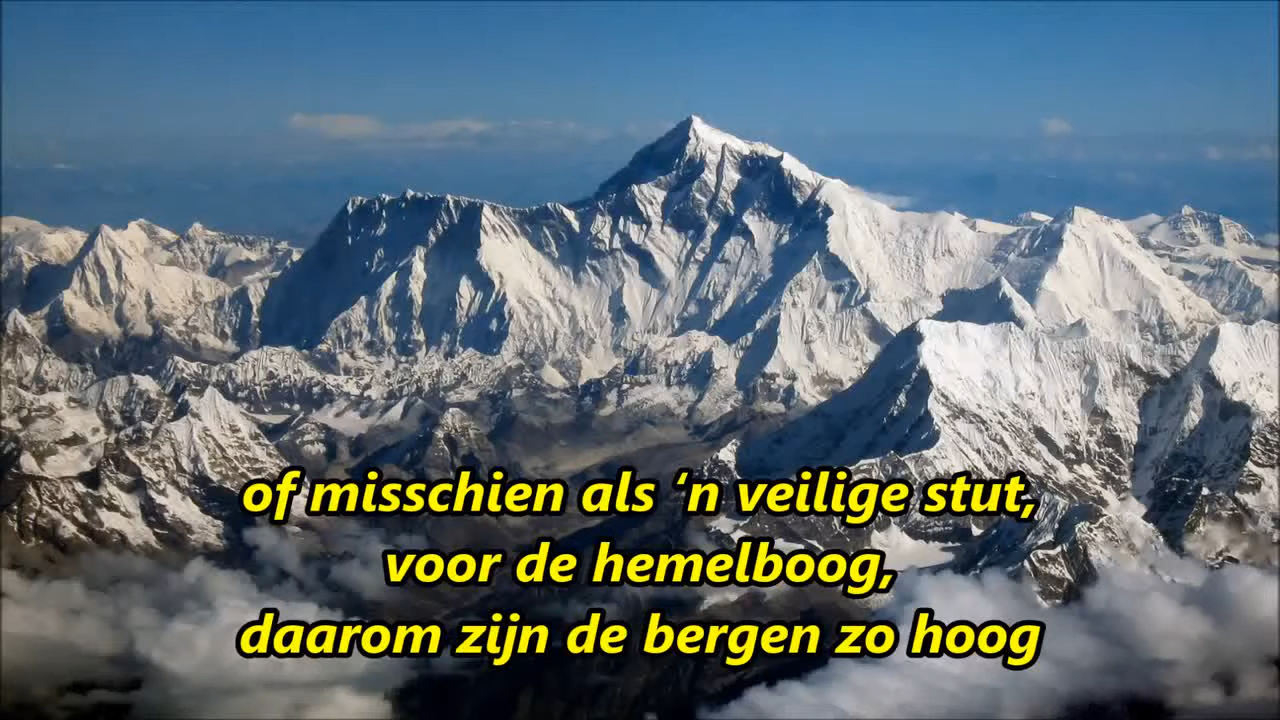 of misschien als ‘n veilige stut,
voor de hemelboog,
daarom zijn de bergen zo hoog